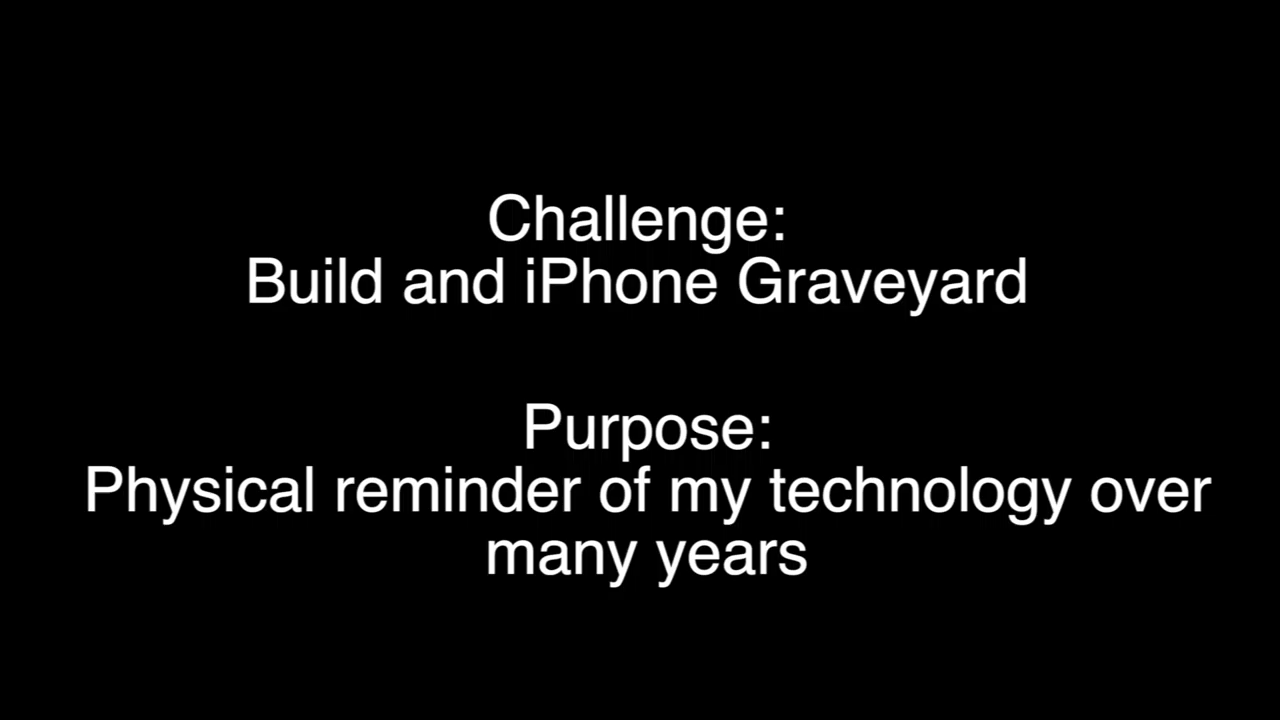 Challenge:
Build and iPhone Graveyard
Purpose:
Physical reminder of my technology over
many years